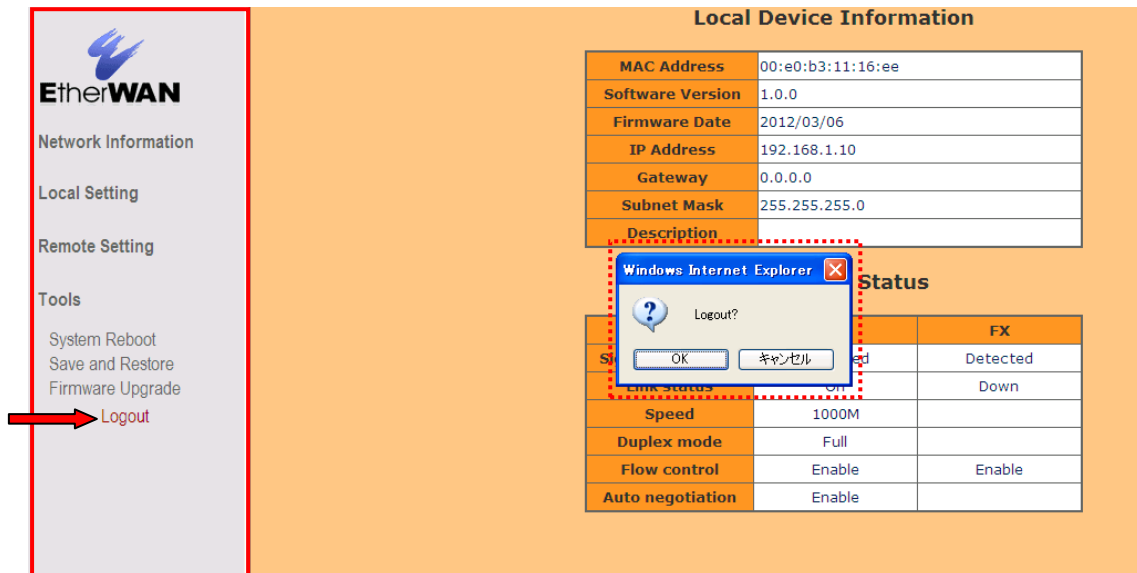 EtherWAN
Network Information
Local Setting
Remote Setting
Tools
System Reboot
Save and Restore
Firmware Upgrade
Logout
Local Device Information
MAC Address 00:e0:b3:11:16:ee
Software Version 1.0.0
Firmware Date 2012/03/06
IP Address 192.168.1.10
Gateway 0.0.0.0
Subnet Mask 255.255.255.0
Description
Windows Internet Explorer
Logout?
OK キャンセル
Status
FX
Detected
Link status On Down
Speed 1000M
Duplex mode Full
Flow control Enable Enable
Auto negotiation Enable